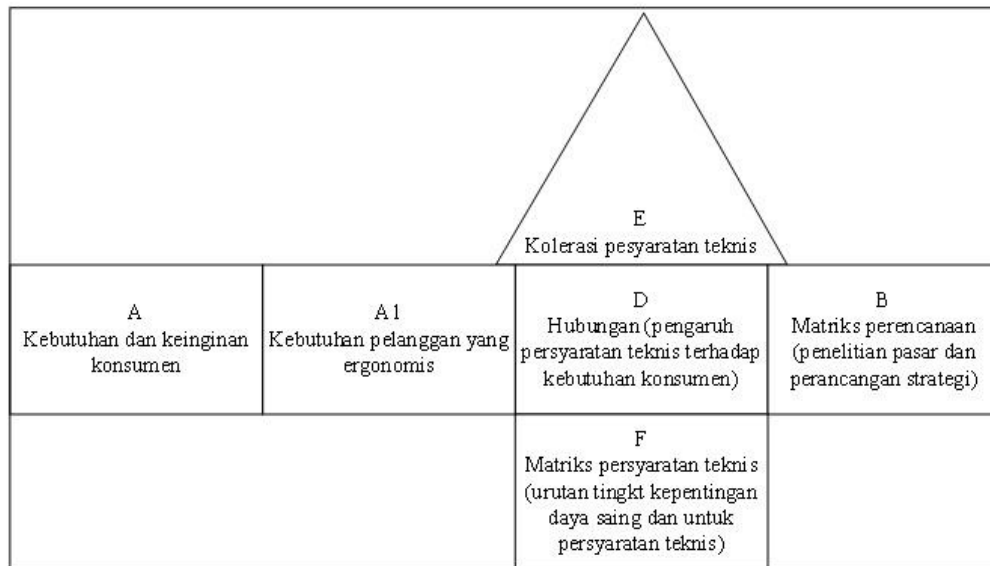 E
Kolerasi pesyaratan teknis
A
Kebutuhan dan keinginan
konsumen
A1
Kebutuhan pelanggan yang
ergonomis
D
Hubungan (pengaruh
persyaratan teknis terhadap
kebutuhan konsumen)
B
Matriks perencanaan
(penelitian pasar dan
perancangan strategi)
F
Matriks persyaratan teknis
(urutan tingkt kepentingan
daya saing dan untuk
persyaratan teknis)